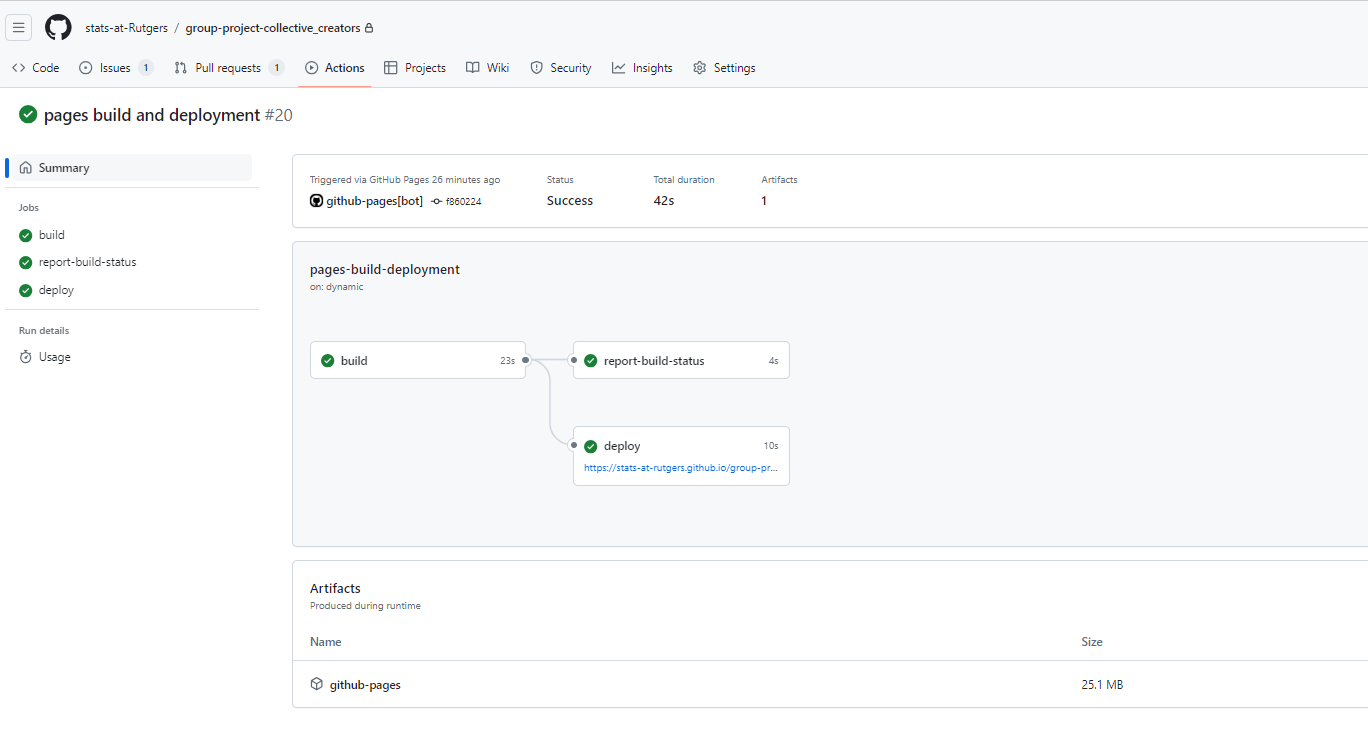 stats-at-Rutgers / group-project-collective_creators
Code Issues 1 Pull requests 1 Actions Projects Wiki Security Insights Settings
pages build and deployment #20
Summary
Jobs
build
report-build-status
deploy
Run details
Usage
Triggered via GitHub Pages 26 minutes ago
github-pages[bot] f860224
Status
Success
Total duration
42s
Artifacts
1
pages-build-deployment
on: dynamic
build 23s
report-build-status 4s
deploy 10s
https://stats-at-rutgers.github.io/group-pr...
Artifacts
Produced during runtime
Name Size
github-pages 25.1 MB